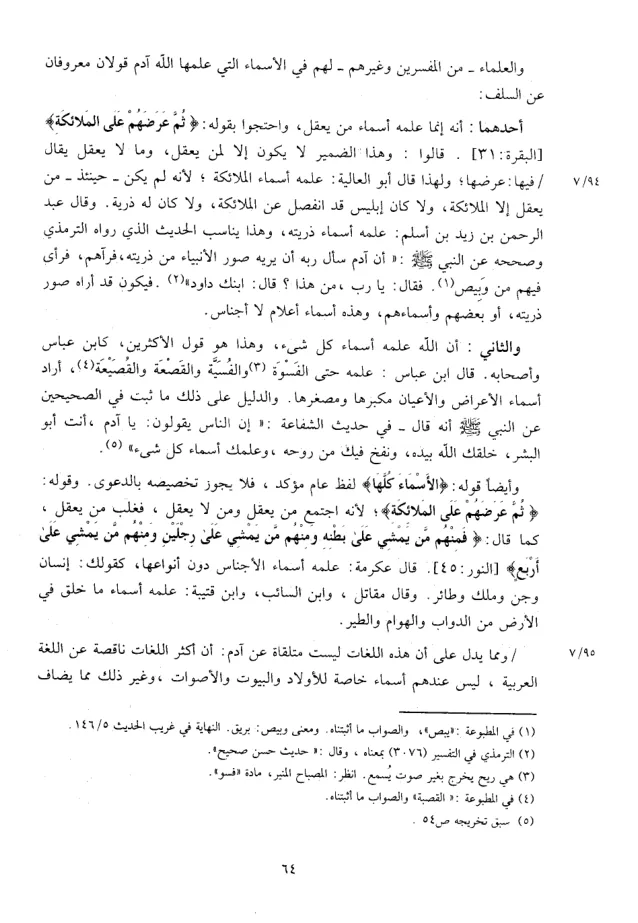 والعلماء ـ من المفسرين وغيرهم ـ لهم في الأسماء التي علمها الله آدم قولان معروفان
عن السلف:
أحدهما : أنه إنما علمه أسماء من يعقل، واحتجوا بقوله: ﴿ ثُمَّ عَرَضَهُمْ عَلَى الْمَلائِكَةِ﴾
[البقرة:٣١] . قالوا : وهذا الضمير لا يكون إلا لمن يعقل، وما لا يعقل يقال
٧/٩٤ / فيها: عرضها؛ ولهذا قال أبو العالية: علمه أسماء الملائكة ؛ لأنه لم يكن ـ حينئذ ـ من
يعقل إلا الملائكة، ولا كان إبليس قد انفصل عن الملائكة، ولا كان له ذرية. وقال عبد
الرحمن بن زيد بن أسلم: علمه أسماء ذريته، وهذا يناسب الحديث الذي رواه الترمذي
وصححه عن النبي ﷺ : « أن آدم سأل ربه أن يريه صور الأنبياء من ذريته، فرآهم، فرأى
فيهم من وَبِيص(١). فقال: يا رب ،من هذا ؟ قال: ابنك داود»(٢) .فيكون قد أراه صور
ذريته، أو بعضهم وأسماءهم، وهذه أسماء أعلام لا أجناس.
والثاني : أن الله علمه أسماء كل شىء، وهذا هو قول الأكثرين، كابن عباس
وأصحابه. قال ابن عباس : علمه حتى الفَسْوَة (٣)والفُسَيَّة والقَصْعَة والقُصَيْعَة(٤)، أراد
أسماء الأعراض والأعيان مكبرها ومصغرها. والدليل على ذلك ما ثبت في الصحيحين
عن النبي ﷺ أنه قال ـ في حديث الشفاعة :« إن الناس يقولون: يا آدم ،أنت أبو
البشر، خلقك الله بيده، ونفخ فيك من روحه ،وعلمك أسماء كل شىء» (٥).
وأيضاً قوله: ﴿الأَسْمَاءَ كُلَّهَا﴾ لفظ عام مؤكد ، فلا يجوز تخصيصه بالدعوى. وقوله:
﴿ ثُمَّ عَرَضَهُمْ عَلَى الْمَلائِكَةِ﴾؛ لأنه اجتمع من يعقل ومن لا يعقل ، فغلب من يعقل ،
كما قال: ﴿ فَمِنْهُم مَّن يَمْشِي عَلَىٰ بَطْنِهِ وَمِنْهُم مَّن يَمْشِي عَلَىٰ رِجْلَيْنِ وَمِنْهُم مَّن يَمْشِي عَلَىٰ
أَرْبَعٍ﴾ [النور:٤٥]. قال عكرمة: علمه أسماء الأجناس دون أنواعها، كقولك: إنسان
وجن وملك وطائر. وقال مقاتل ، وابن السائب، وابن قتيبة: علمه أسماء ما خلق في
الأرض من الدواب والهوام والطير.
٧/٩٥ / ومما يدل على أن هذه اللغات ليست متلقاة عن آدم: أن أكثر اللغات ناقصة عن اللغة
العربية ، ليس عندهم أسماء خاصة للأولاد والبيوت والأصوات ،وغير ذلك مما يضاف
(١) في المطبوعة :«يبص»، والصواب ما أثبتناه. ومعنى وبيص: بريق. النهاية في غريب الحديث ١٤٦/٥ .
(٢) الترمذي في التفسير (٣٠٧٦) بمعناه ، وقال :« حديث حسن صحيح».
(٣) هي ريح يخرج بغير صوت يُسمع. انظر: المصباح المنير، مادة «فسو».
(٤) في المطبوعة :« القصبة» والصواب ما أثبتناه.
(٥) سبق تخريجه ص٥٤ .
٦٤